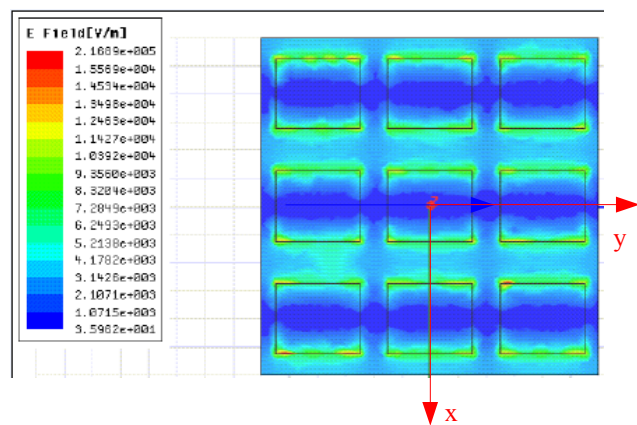 E Field[V/m]
2.1689e+005
1.5569e+004
1.4534e+004
1.3498e+004
1.2463e+004
1.1427e+004
1.0392e+004
9.3560e+003
8.3204e+003
7.2849e+003
6.2493e+003
5.2138e+003
4.1782e+003
3.1426e+003
2.1071e+003
1.0715e+003
3.5982e+001
z
y
x